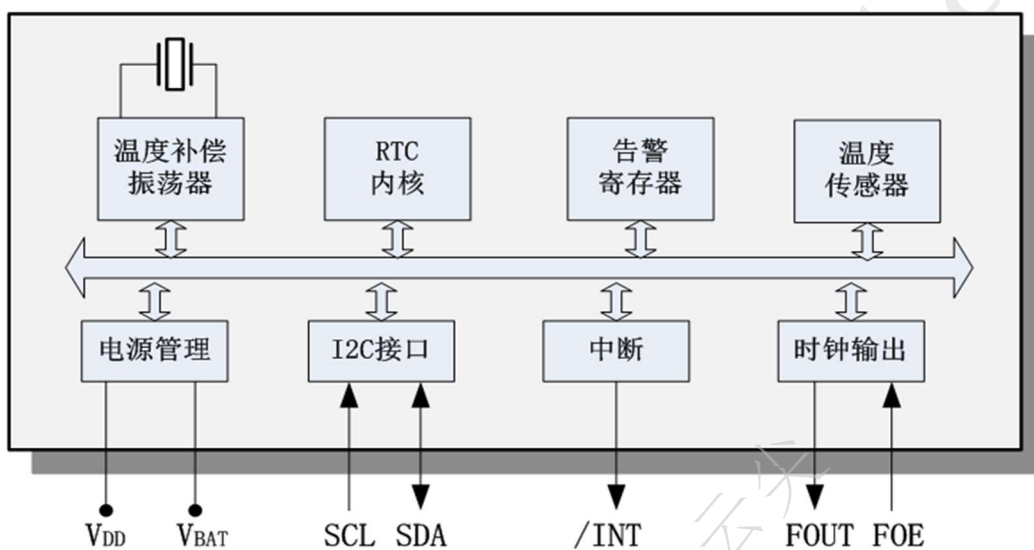 温度补偿
振荡器
RTC
内核
告警
寄存器
温度
传感器
电源管理
I2C接口
中断
时钟输出
VDD
VBAT
SCL
SDA
/INT
FOUT
FOE
云尖